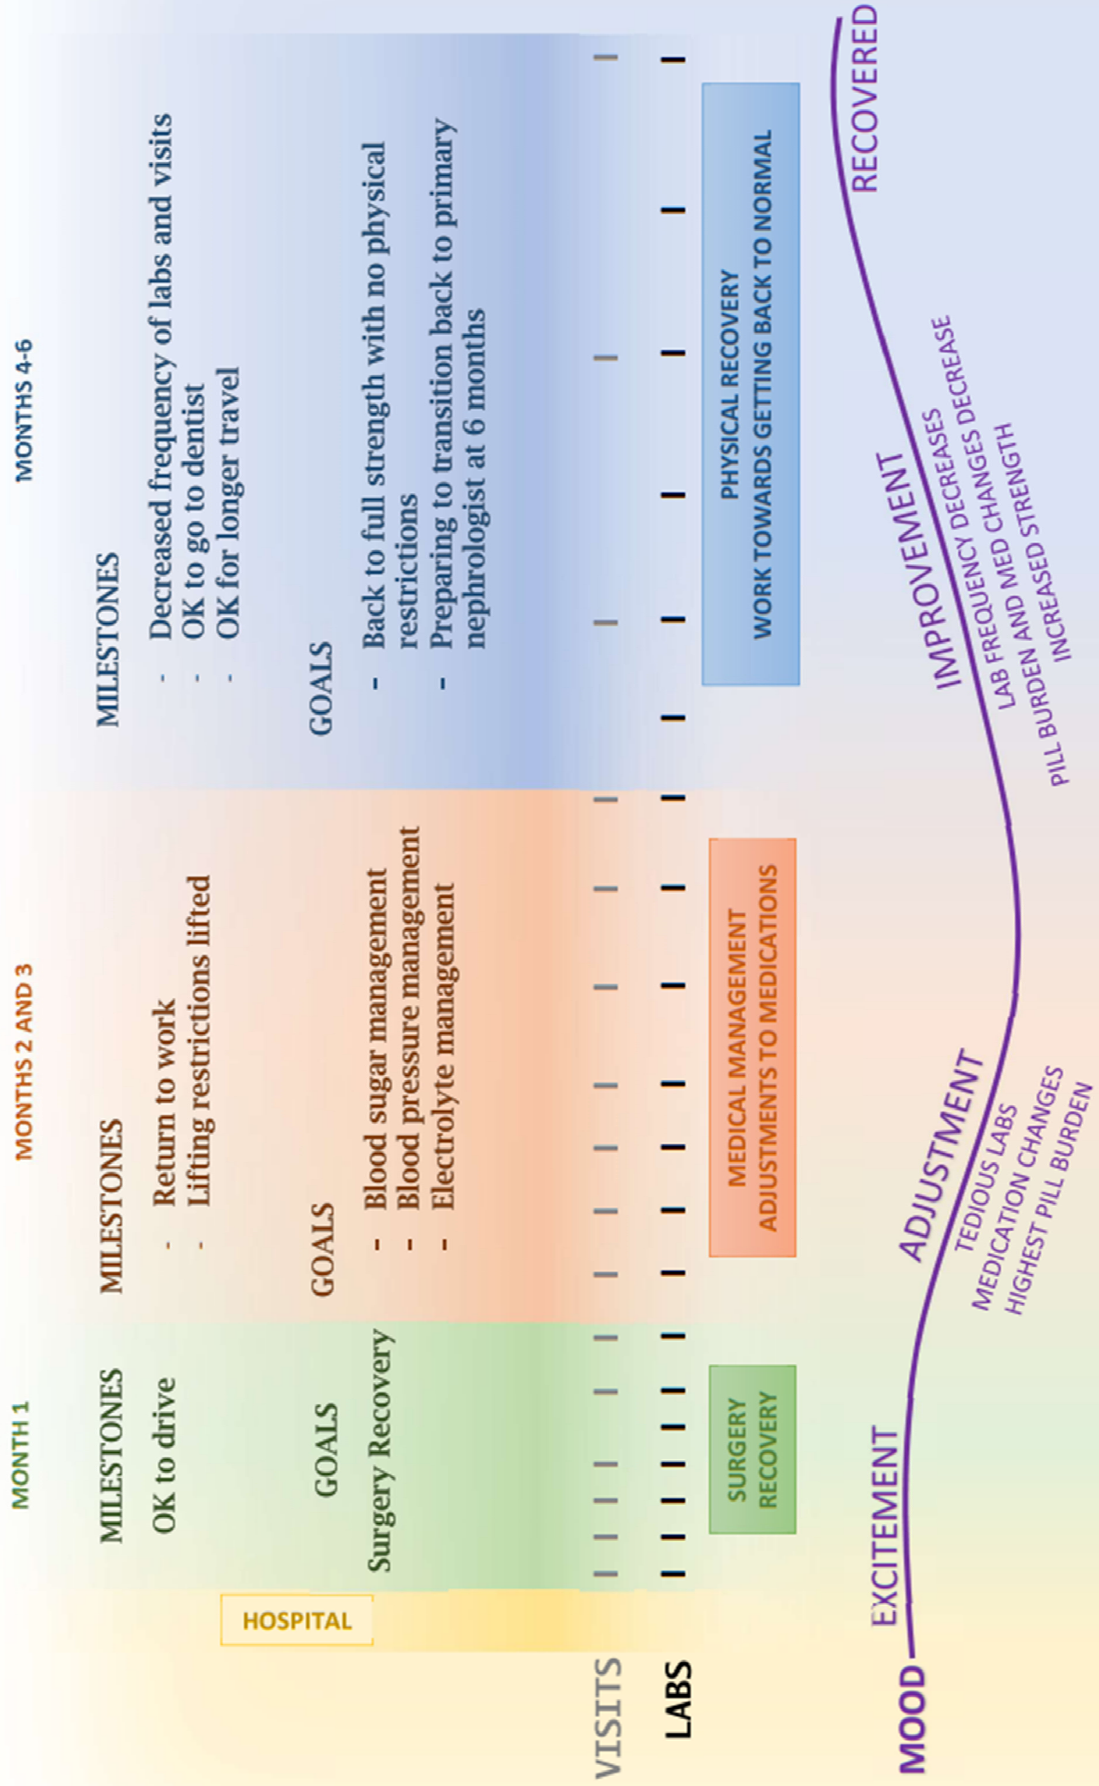 MONTH 1
MONTHS 2 AND 3
MONTHS 4-6
HOSPITAL
MILESTONES
OK to drive
GOALS
Surgery Recovery
MILESTONES
- Return to work
- Lifting restrictions lifted
GOALS
- Blood sugar management
- Blood pressure management
- Electrolyte management
MILESTONES
- Decreased frequency of labs and visits
- OK to go to dentist
- OK for longer travel
GOALS
- Back to full strength with no physical
restrictions
- Preparing to transition back to primary
nephrologist at 6 months
VISITS
LABS
SURGERY
RECOVERY
MEDICAL MANAGEMENT
ADJUSTMENTS TO MEDICATIONS
PHYSICAL RECOVERY
WORK TOWARDS GETTING BACK TO NORMAL
MOOD
EXCITEMENT
ADJUSTMENT
TEDIOUS LABS
MEDICATION CHANGES
HIGHEST PILL BURDEN
IMPROVEMENT
LAB FREQUENCY DECREASES
PILL BURDEN AND MED CHANGES DECREASE
INCREASED STRENGTH
RECOVERED